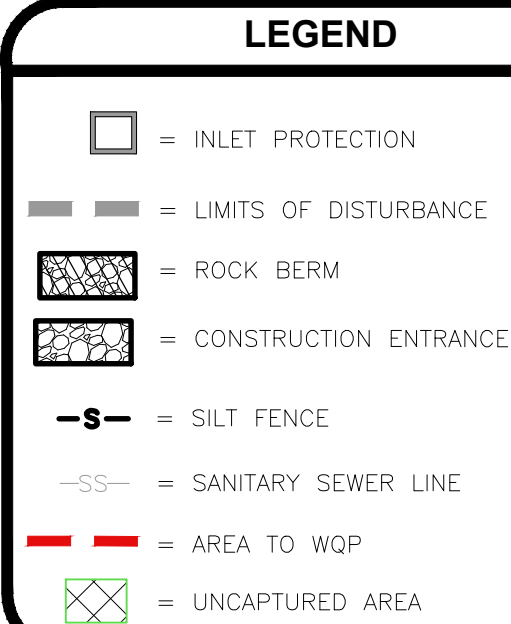 LEGEND
= INLET PROTECTION
= LIMITS OF DISTURBANCE
= ROCK BERM
= CONSTRUCTION ENTRANCE
—S— = SILT FENCE
—SS— = SANITARY SEWER LINE
= AREA TO WQP
= UNCAPTURED AREA